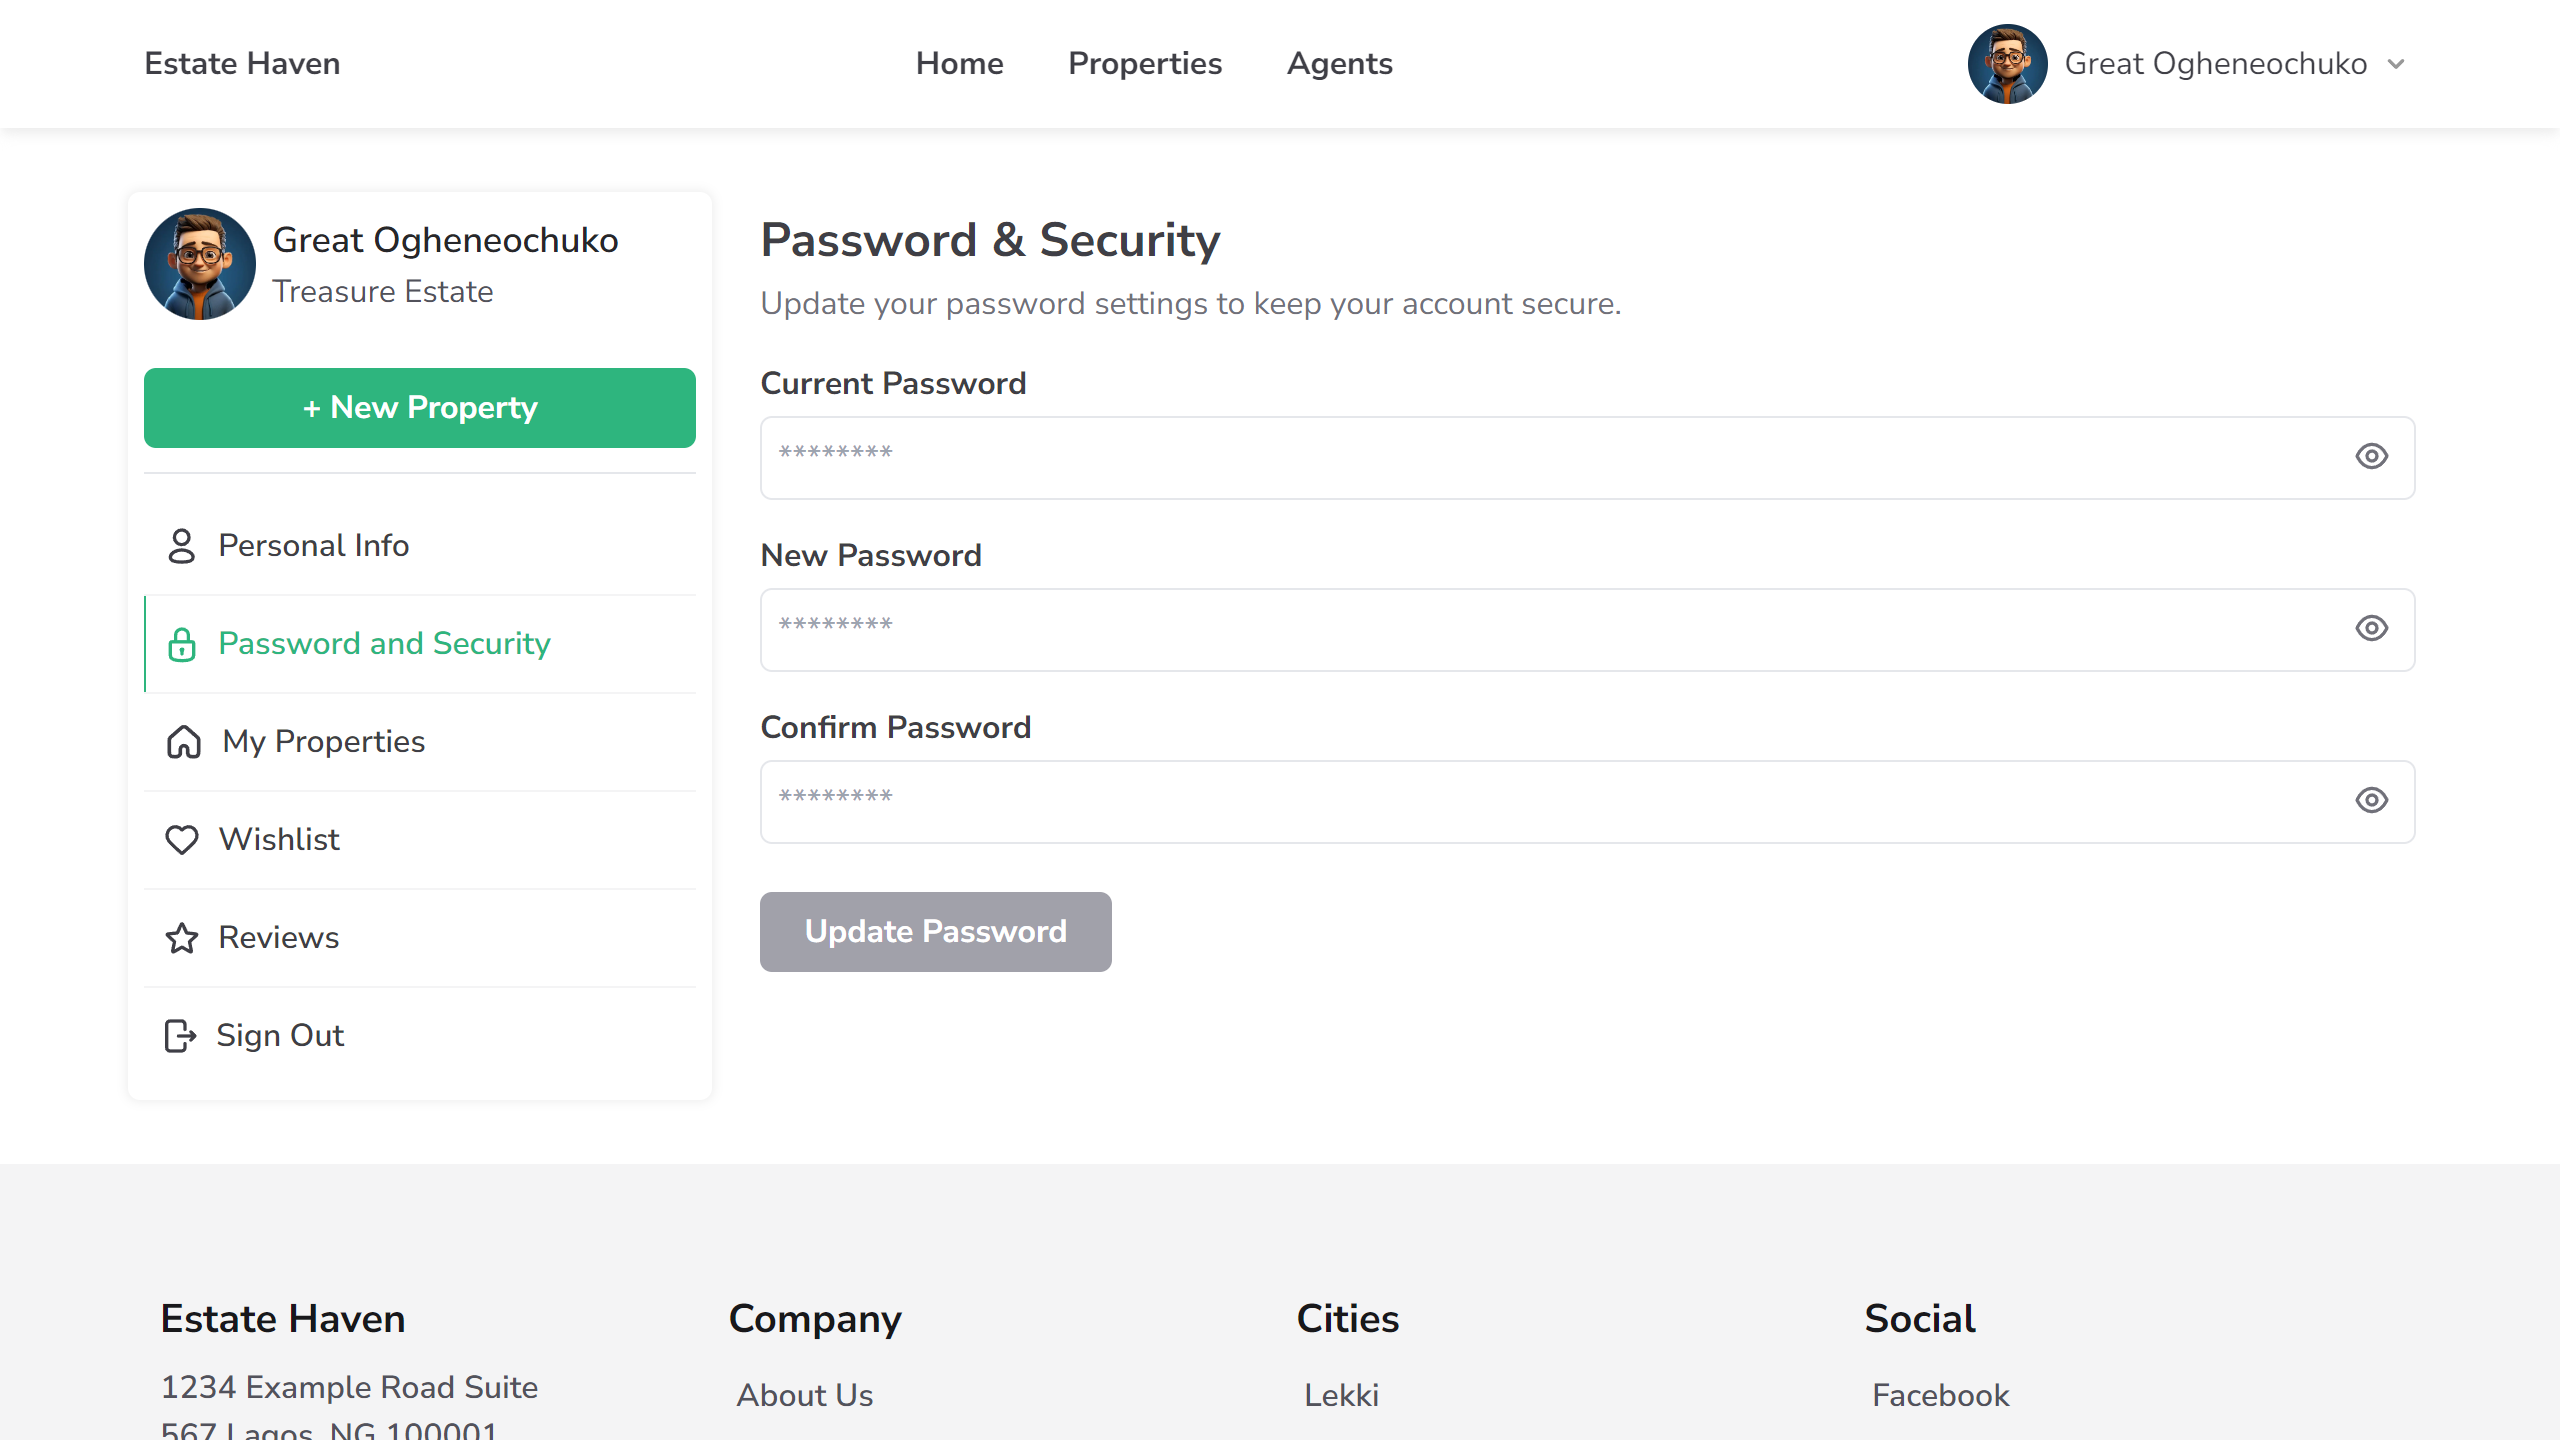 Estate Haven
Home
Properties
Agents
Great Ogheneochuko
Great Ogheneochuko
Treasure Estate
+ New Property
Personal Info
Password and Security
My Properties
Wishlist
Reviews
Sign Out
Password & Security
Update your password settings to keep your account secure.
Current Password
********
New Password
********
Confirm Password
********
Update Password
Estate Haven
1234 Example Road Suite
567 Lagos, NG 100001
Company
About Us
Cities
Lekki
Social
Facebook